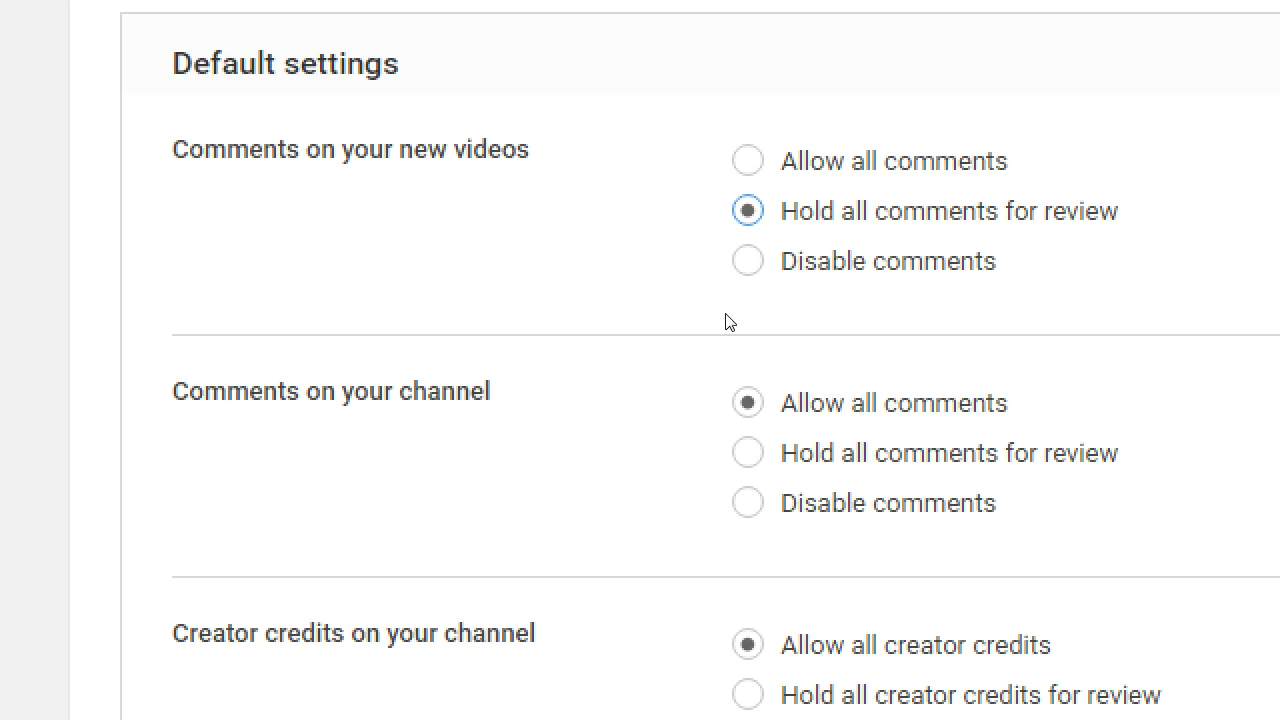 Default settings
Comments on your new videos
Allow all comments
Hold all comments for review
Disable comments
Comments on your channel
Allow all comments
Hold all comments for review
Disable comments
Creator credits on your channel
Allow all creator credits
Hold all creator credits for review